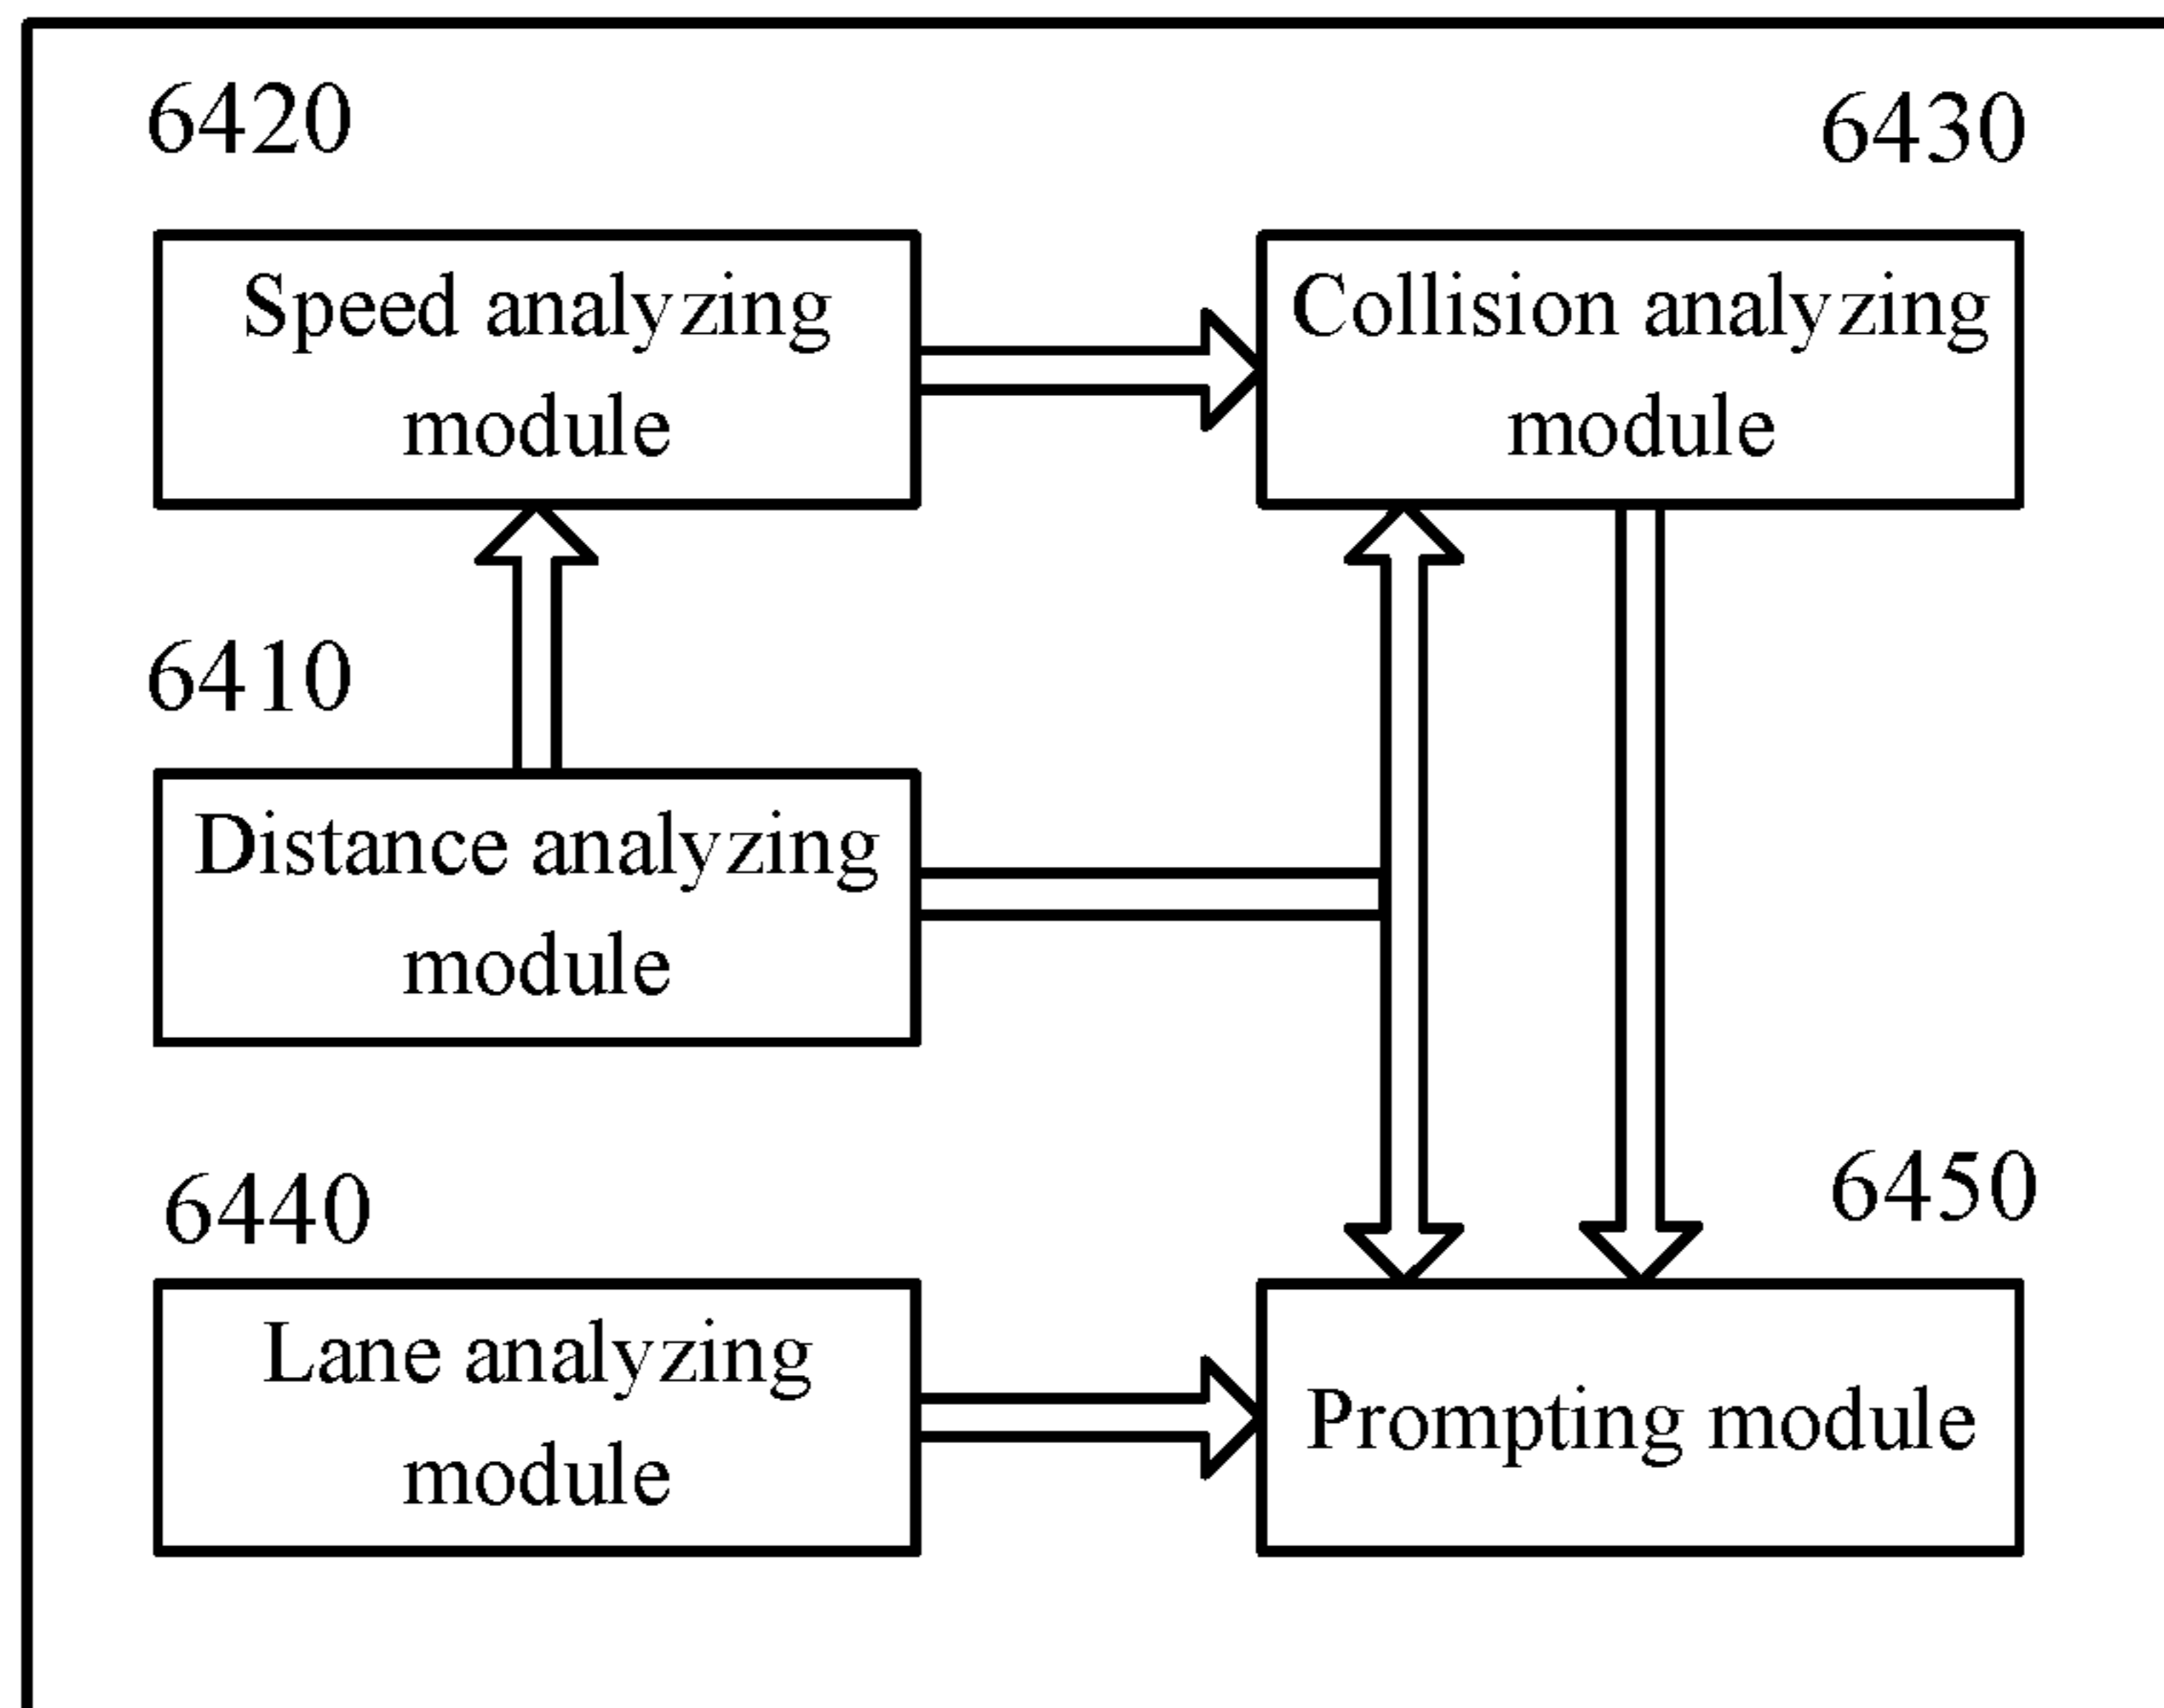 6420
6430
Speed analyzing
module
Collision analyzing
module
6410
Distance analyzing
module
6440
6450
Lane analyzing
module
Prompting module